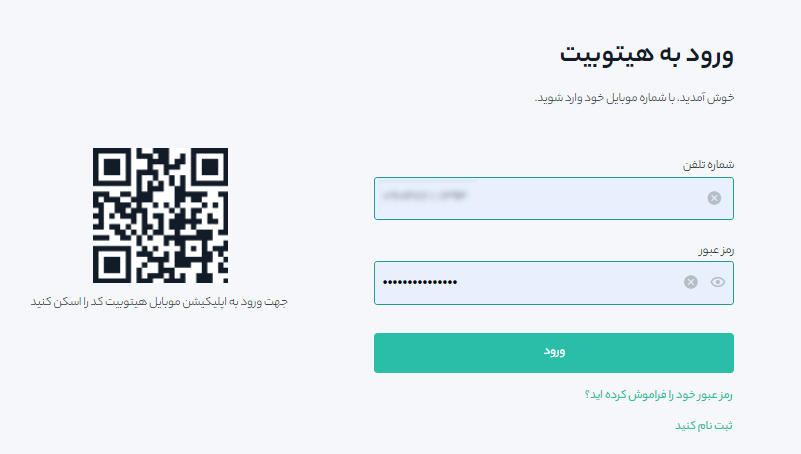 ورود به هیتوبیت
خوش آمدید. با شماره موبایل خود وارد شوید.
شماره تلفن
رمز عبور
ورود
رمز عبور خود را فراموش کرده اید؟
ثبت نام کنید
جهت ورود به اپلیکیشن موبایل هیتوبیت کد را اسکن کنید